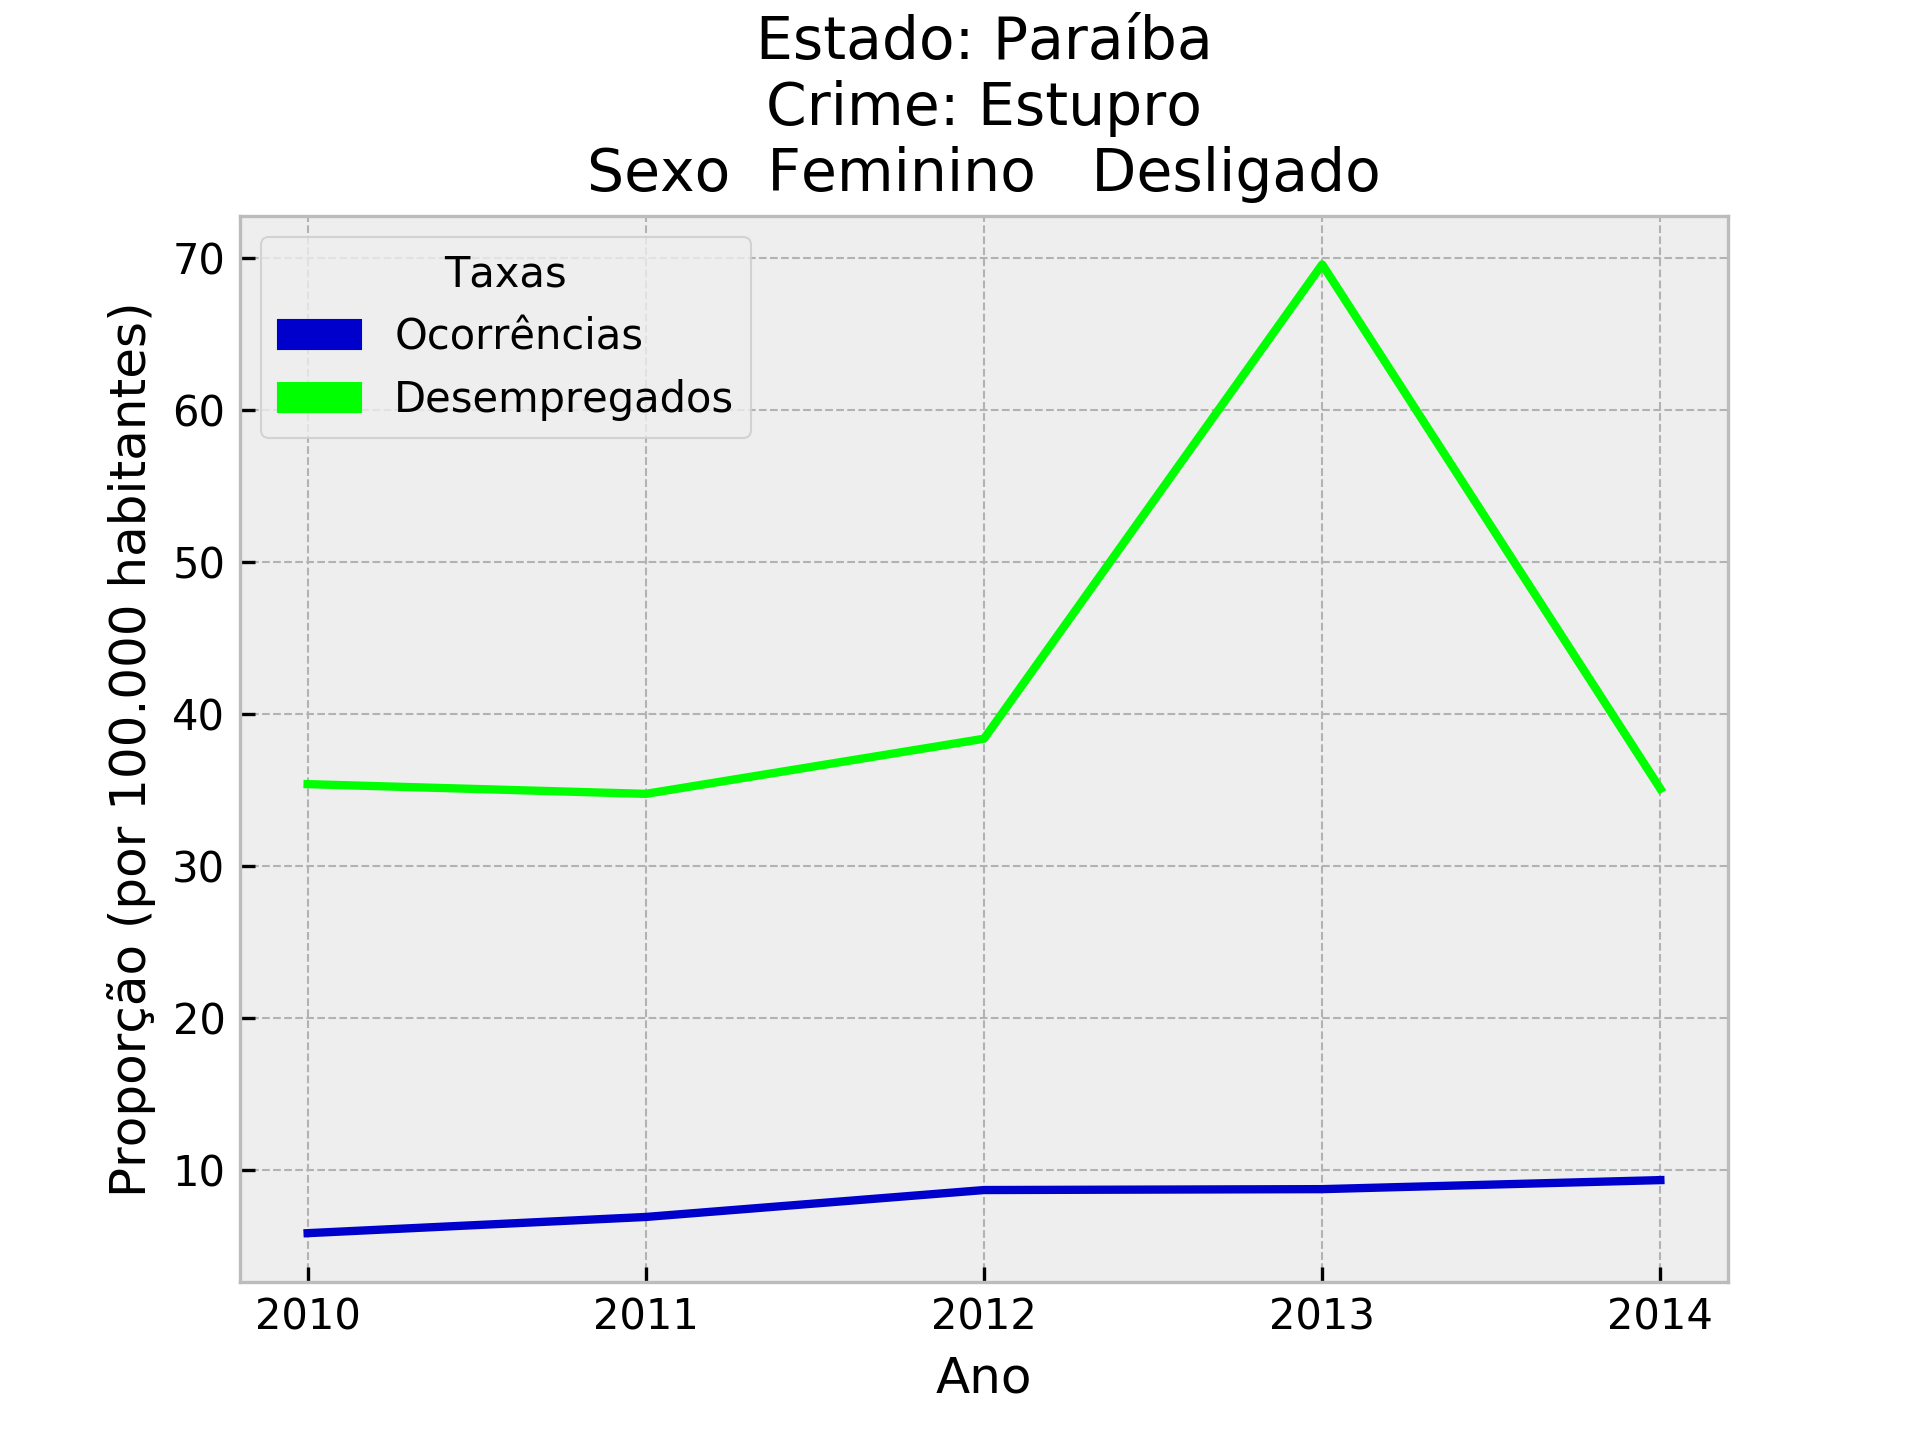 Estado: Paraíba
Crime: Estupro
Sexo  Feminino   Desligado
Taxas
Ocorrências
Desempregados
Proporção (por 100.000 habitantes)
70
60
50
40
30
20
10
2010 2011 2012 2013 2014
Ano